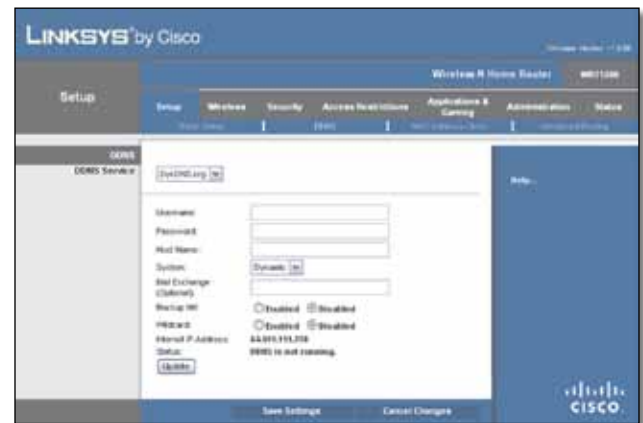 LINKSYS by Cisco
Wireless-N Home Router
Setup
Setup Wireless Security Access Restrictions Applications & Gaming Administration Status
DDNS
DDNS
DDNS Service
DynDNS.org
Help...
Username:
Password:
Host Name:
System: Dynamic
Mail Exchange (Optional):
Backup MX: Enabled Disabled
Wildcard: Enabled Disabled
Internet IP Address:
Status: DDNS is not running.
Update
Save Settings Cancel Changes
CISCO